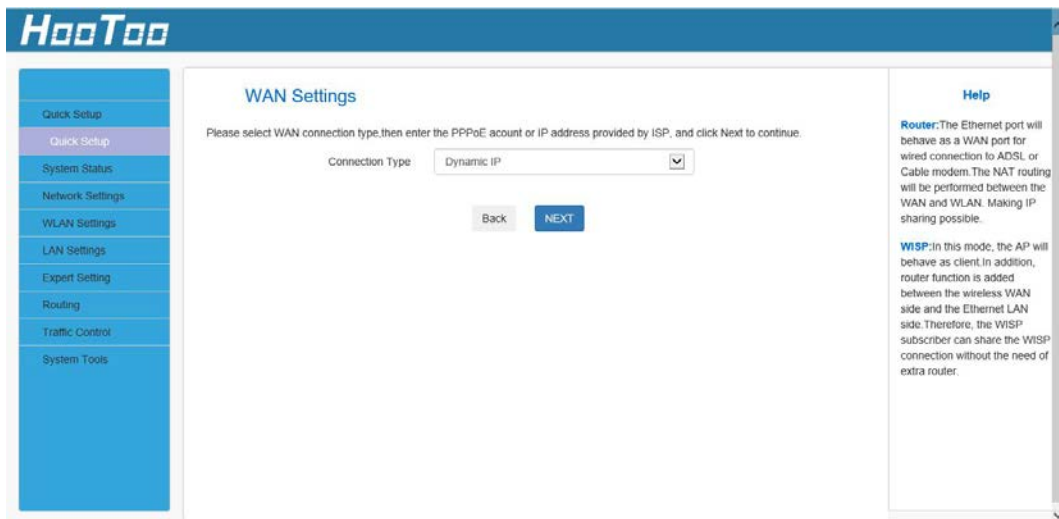 HooToo
Quick Setup
Quick Setup
System Status
Network Settings
WLAN Settings
LAN Settings
Expert Setting
Routing
Traffic Control
System Tools
WAN Settings
Please select WAN connection type,then enter the PPPoE acount or IP address provided by ISP, and click Next to continue.
Connection Type Dynamic IP
Back NEXT
Help
Router:The Ethernet port will
behave as a WAN port for
wired connection to ADSL or
Cable modem.The NAT routing
will be performed between the
WAN and WLAN. Making IP
sharing possible.
WISP:In this mode, the AP will
behave as client.In addition,
router function is added
between the wireless WAN
side and the Ethernet LAN
side.Therefore, the WISP
subscriber can share the WISP
connection without the need of
extra router.